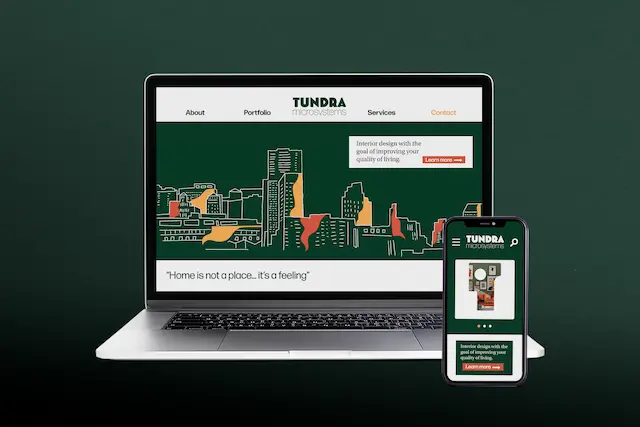 TUNDRA
microsystems
About
Portfolio
Services
Contact
Interior design with the
goal of improving your
quality of living.
Learn more
"Home is not a place... it's a feeling"
TUNDRA
microsystems
Interior design with the
goal of improving your
quality of living.
Learn more